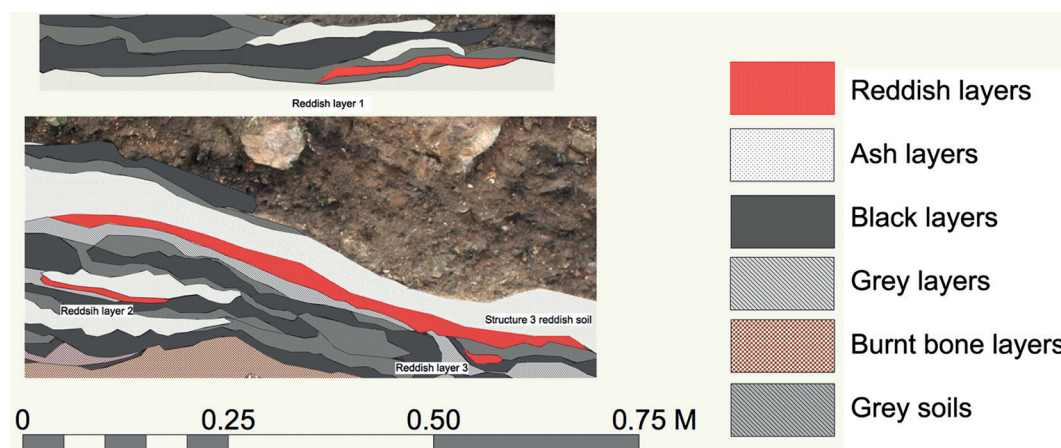 Reddish layer 1
Reddsih layer 2
Structure 3 reddish soil
Reddish layer 3
0 0.25 0.50 0.75 M
Reddish layers
Ash layers
Black layers
Grey layers
Burnt bone layers
Grey soils